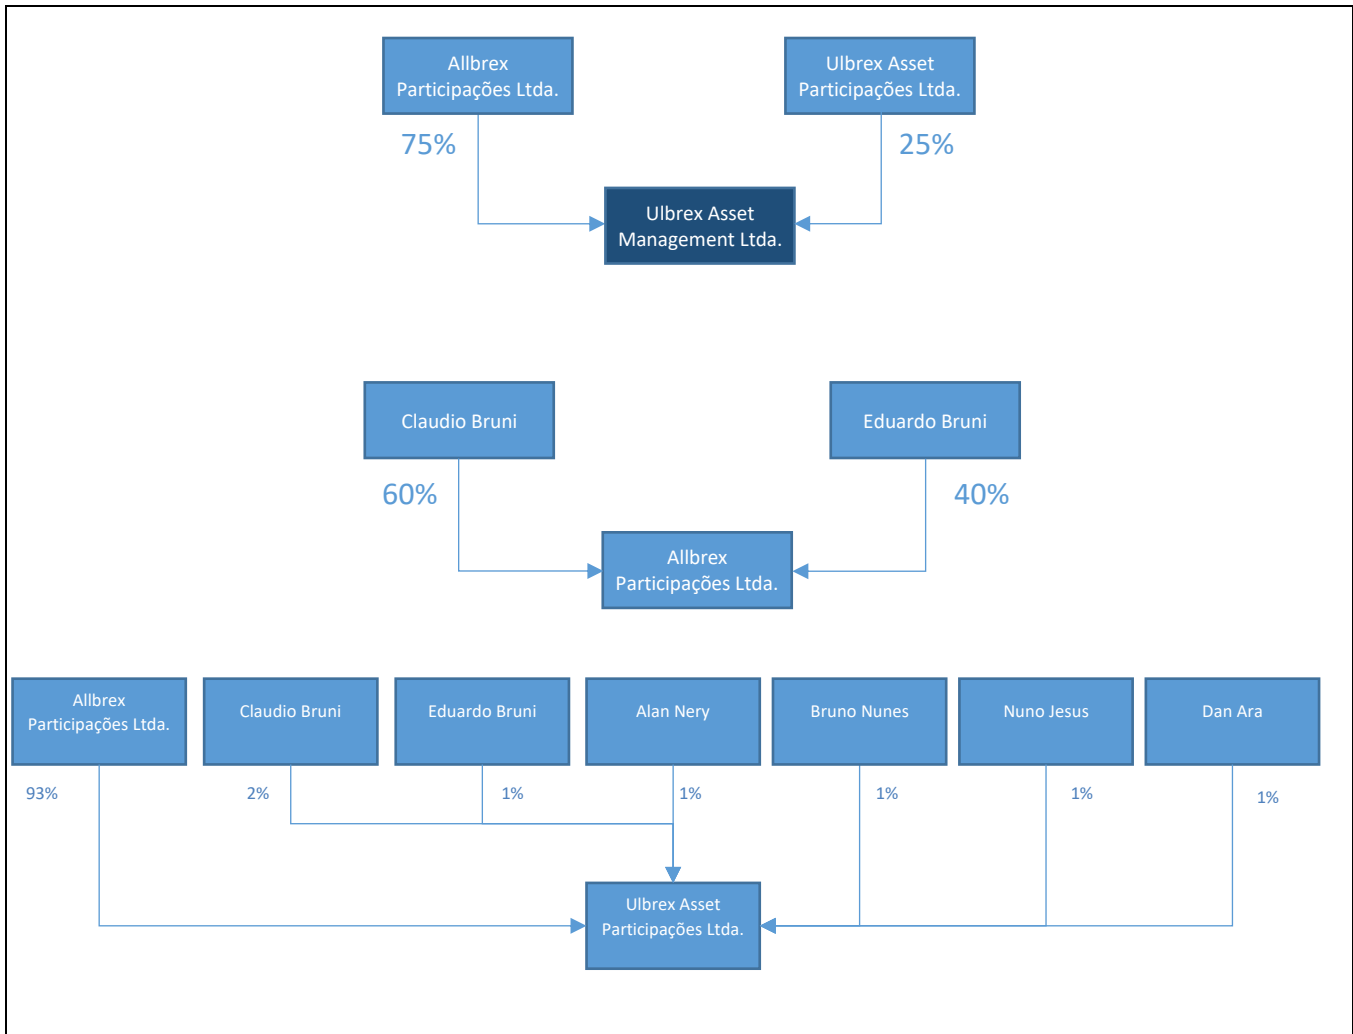 Allbrex
Participações Ltda.
Ulbrex Asset
Participações Ltda.
75%
25%
Ulbrex Asset
Management Ltda.
Claudio Bruni
Eduardo Bruni
60%
40%
Allbrex
Participações Ltda.
Allbrex
Participações Ltda.
Claudio Bruni
Eduardo Bruni
Alan Nery
Bruno Nunes
Nuno Jesus
Dan Ara
93%
2%
1%
1%
1%
1%
1%
Ulbrex Asset
Participações Ltda.